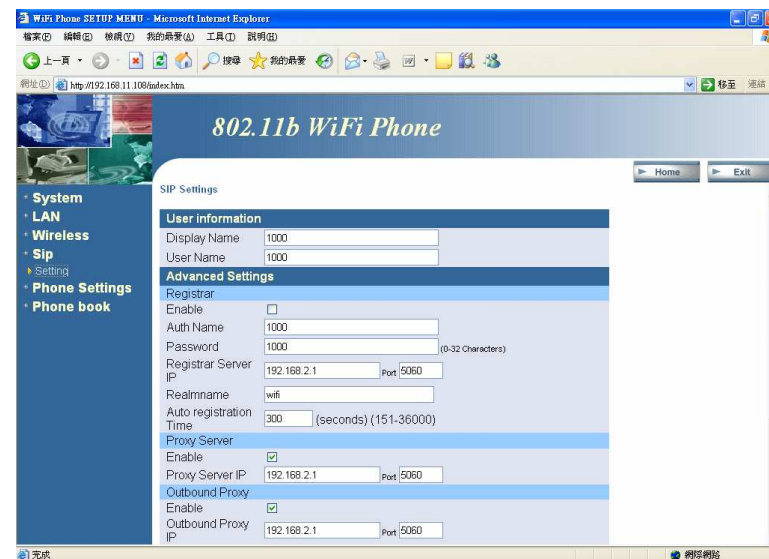 WiFi Phone SETUP MENU - Microsoft Internet Explorer
檔案(F) 編輯(E) 檢視(V) 我的最愛(A) 工具(T) 說明(H)
上一頁 搜尋 我的最愛
網址(D) http://192.168.11.108/index.htm 移至 連結
802.11b WiFi Phone
Home Exit
System
LAN
Wireless
Sip
Setting
Phone Settings
Phone book
SIP Settings
User information
Display Name 1000
User Name 1000
Advanced Settings
Registrar
Enable
Auth Name 1000
Password 1000 (0-32 Characters)
Registrar Server IP 192.168.2.1 Port 5060
Realmname wifi
Auto registration Time 300 (seconds) (151-36000)
Proxy Server
Enable
Proxy Server IP 192.168.2.1 Port 5060
Outbound Proxy
Enable
Outbound Proxy IP 192.168.2.1 Port 5060
完成 網際網路